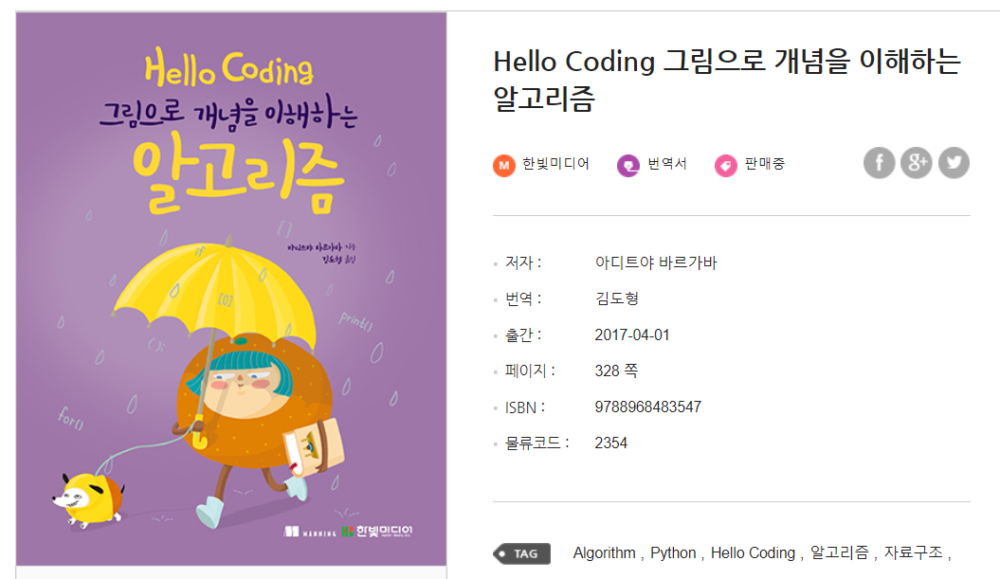 Hello Coding
그림으로 개념을 이해하는
알고리즘
아디트야 바르가바 지음
김도형 옮김
{ }
if
[0]
print()
( );
for()
MANNING 한빛미디어
Hello Coding 그림으로 개념을 이해하는
알고리즘
M 한빛미디어 번역서 판매중
f g+
저자 : 아디트야 바르가바
번역 : 김도형
출간 : 2017-04-01
페이지 : 328 쪽
ISBN : 9788968483547
물류코드 : 2354
TAG Algorithm , Python , Hello Coding , 알고리즘 , 자료구조 ,